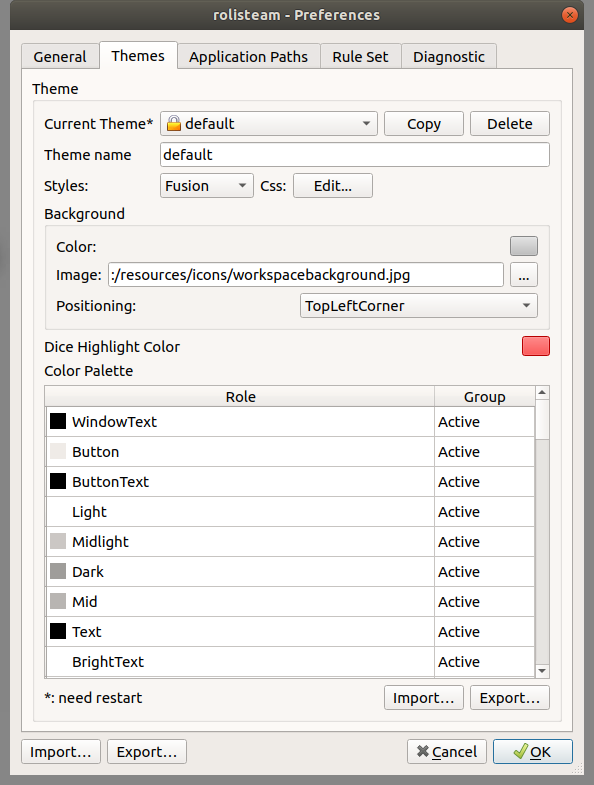 rolisteam - Preferences
General Themes Application Paths Rule Set Diagnostic
Theme
Current Theme* default Copy Delete
Theme name default
Styles: Fusion Css: Edit...
Background
Color:
Image: :/resources/icons/workspacebackground.jpg ...
Positioning: TopLeftCorner
Dice Highlight Color
Color Palette
Role Group
WindowText Active
Button Active
ButtonText Active
Light Active
Midlight Active
Dark Active
Mid Active
Text Active
BrightText Active
*: need restart Import... Export...
Import... Export... Cancel OK